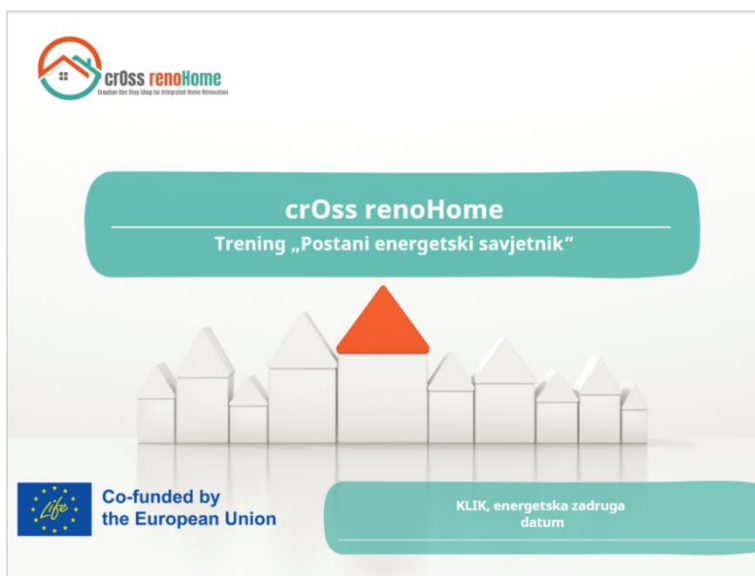 crOss renoHome
Croatian One Stop Shop for Integrated Home Renovation
crOss renoHome
Trening „Postani energetski savjetnik”
Life
Co-funded by
the European Union
KLIK, energetska zadruga
datum